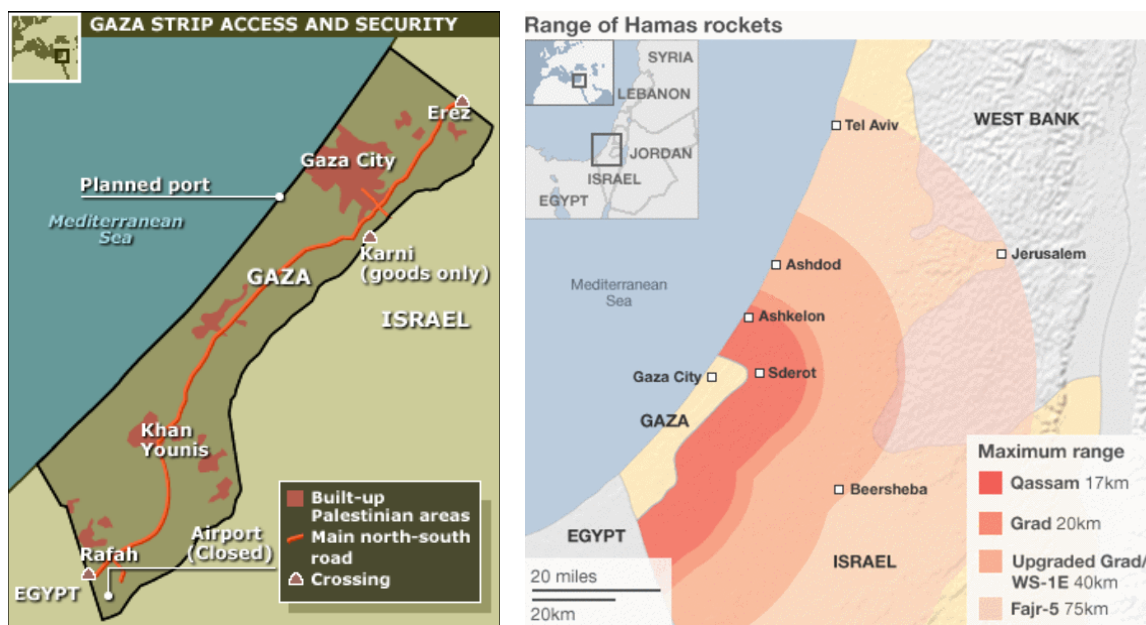 GAZA STRIP ACCESS AND SECURITY
Erez
Gaza City
Planned port
Mediterranean
Sea
Karni
(goods only)
GAZA
ISRAEL
Khan
Younis
Built-up
Palestinian areas
Main north-south
road
Crossing
Airport
(Closed)
Rafah
EGYPT
Range of Hamas rockets
SYRIA
LEBANON
JORDAN
ISRAEL
EGYPT
Tel Aviv
WEST BANK
Jerusalem
Ashdod
Mediterranean
Sea
Ashkelon
Gaza City
Sderot
GAZA
Beersheba
EGYPT
ISRAEL
20 miles
20km
Maximum range
Qassam 17km
Grad 20km
Upgraded Grad/
WS-1E 40km
Fajr-5 75km